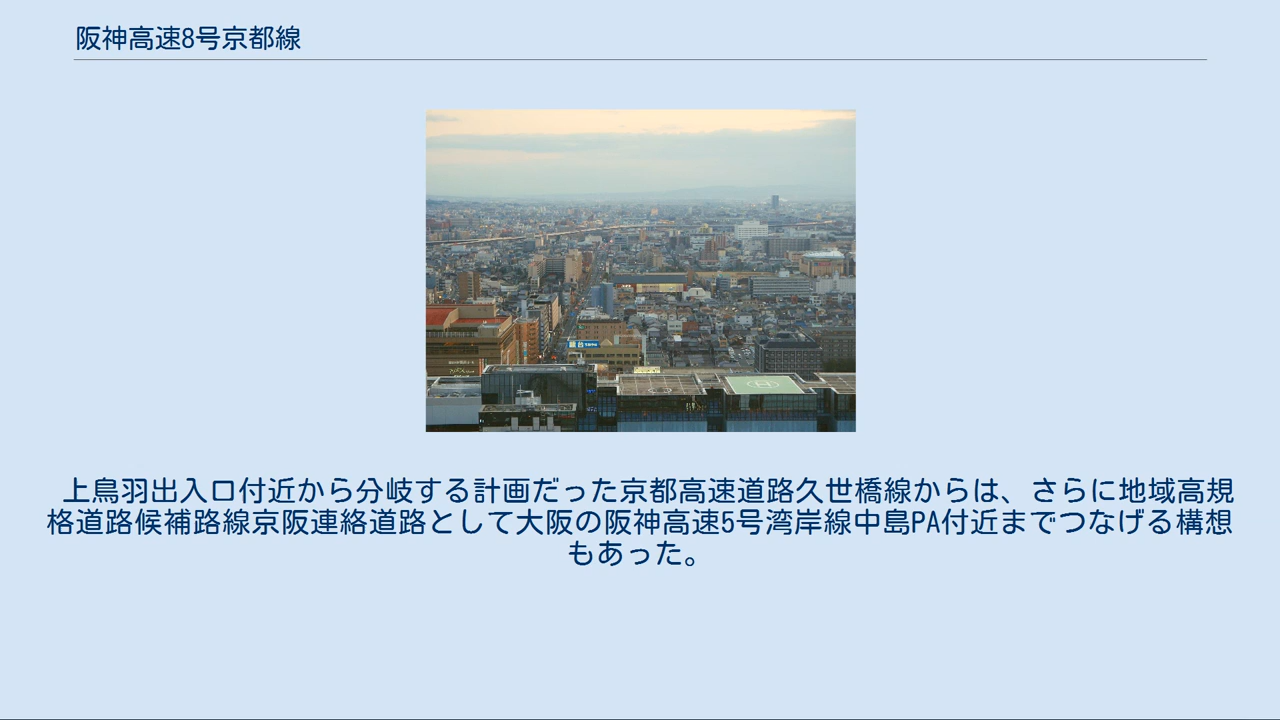 阪神高速8号京都線
上鳥羽出入口付近から分岐する計画だった京都高速道路久世橋線からは、さらに地域高規
格道路候補路線京阪連絡道路として大阪の阪神高速5号湾岸線中島PA付近までつなげる構想
もあった。